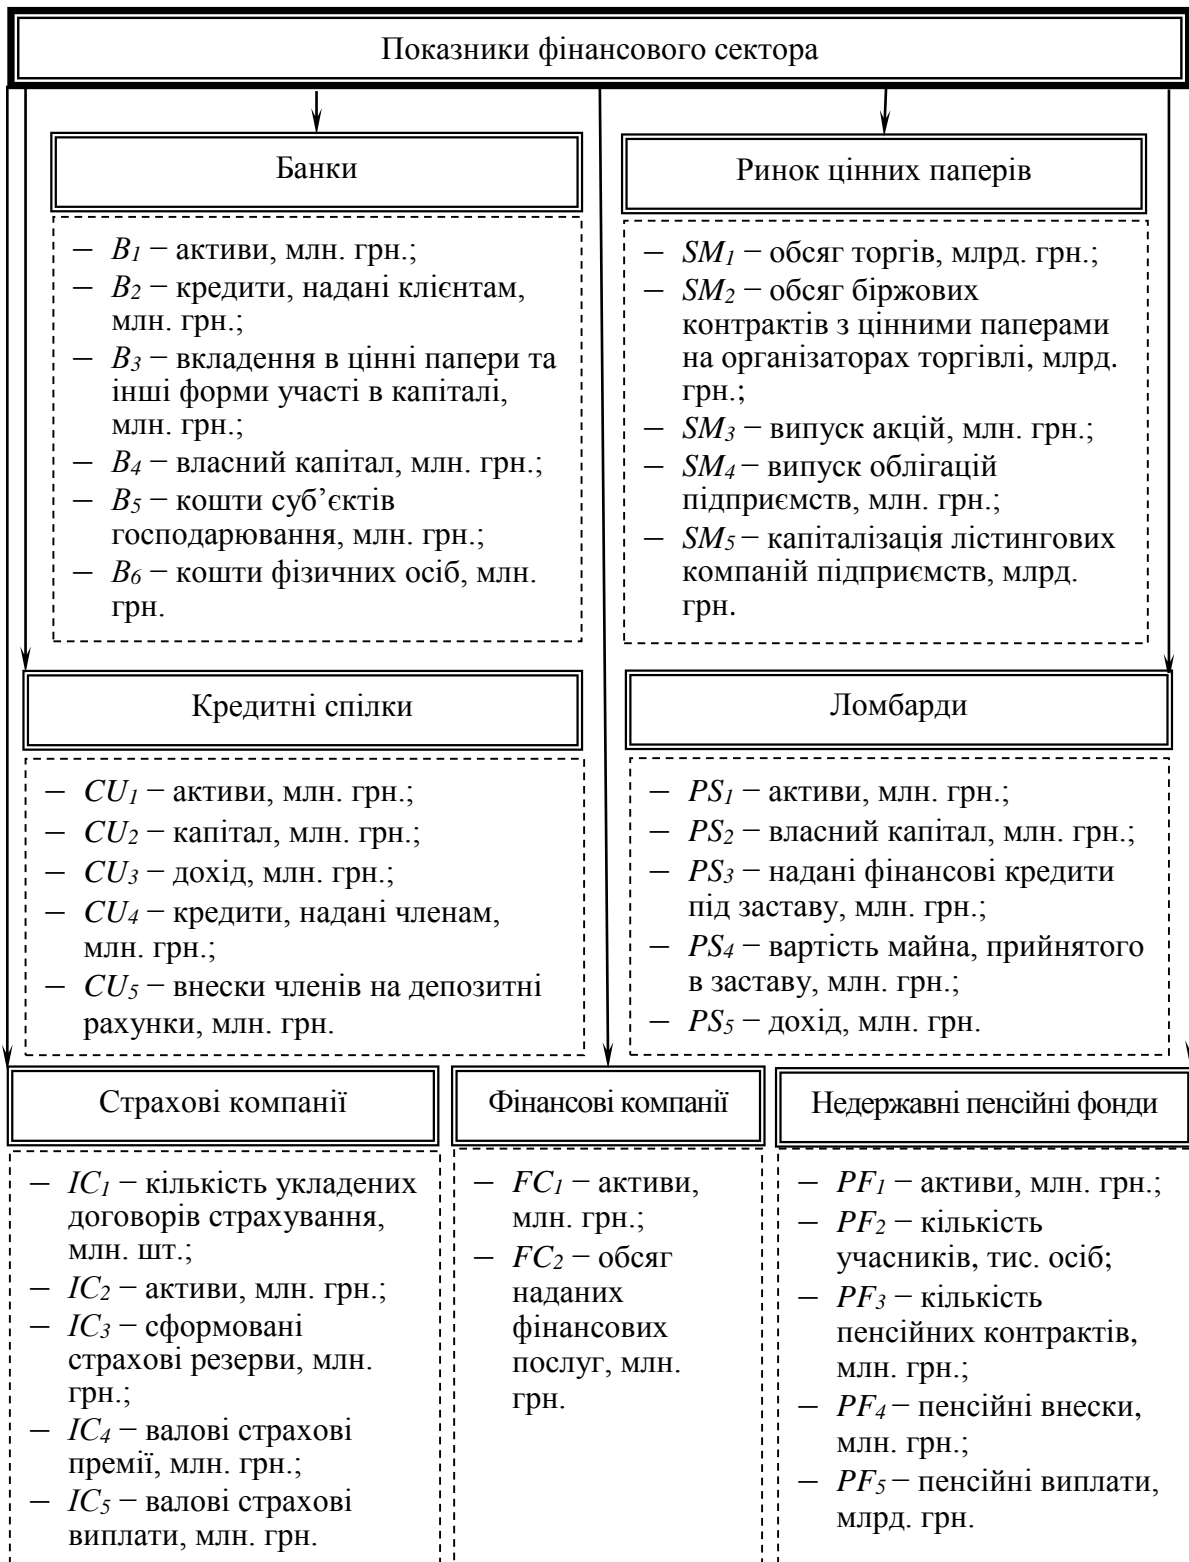 Показники фінансового сектора
Банки
− B1 − активи, млн. грн.;
− B2 − кредити, надані клієнтам,
млн. грн.;
− B3 − вкладення в цінні папери та
інші форми участі в капіталі,
млн. грн.;
− B4 − власний капітал, млн. грн.;
− B5 − кошти суб’єктів
господарювання, млн. грн.;
− B6 − кошти фізичних осіб, млн.
грн.
Ринок цінних паперів
− SM1 − обсяг торгів, млрд. грн.;
− SM2 − обсяг біржових
контрактів з цінними паперами
на організаторах торгівлі, млрд.
грн.;
− SM3 − випуск акцій, млн. грн.;
− SM4 − випуск облігацій
підприємств, млн. грн.;
− SM5 − капіталізація лістингових
компаній підприємств, млрд.
грн.
Кредитні спілки
− CU1 − активи, млн. грн.;
− CU2 − капітал, млн. грн.;
− CU3 − дохід, млн. грн.;
− CU4 − кредити, надані членам,
млн. грн.;
− CU5 − внески членів на депозитні
рахунки, млн. грн.
Ломбарди
− PS1 − активи, млн. грн.;
− PS2 − власний капітал, млн. грн.;
− PS3 − надані фінансові кредити
під заставу, млн. грн.;
− PS4 − вартість майна, прийнятого
в заставу, млн. грн.;
− PS5 − дохід, млн. грн.
Страхові компанії
− IC1 − кількість укладених
договорів страхування,
млн. шт.;
− IC2 − активи, млн. грн.;
− IC3 − сформовані
страхові резерви, млн.
грн.;
− IC4 − валові страхові
премії, млн. грн.;
− IC5 − валові страхові
виплати, млн. грн.
Фінансові компанії
− FC1 − активи,
млн. грн.;
− FC2 − обсяг
наданих
фінансових
послуг, млн.
грн.
Недержавні пенсійні фонди
− PF1 − активи, млн. грн.;
− PF2 − кількість
учасників, тис. осіб;
− PF3 − кількість
пенсійних контрактів,
млн. грн.;
− PF4 − пенсійні внески,
млн. грн.;
− PF5 − пенсійні виплати,
млрд. грн.